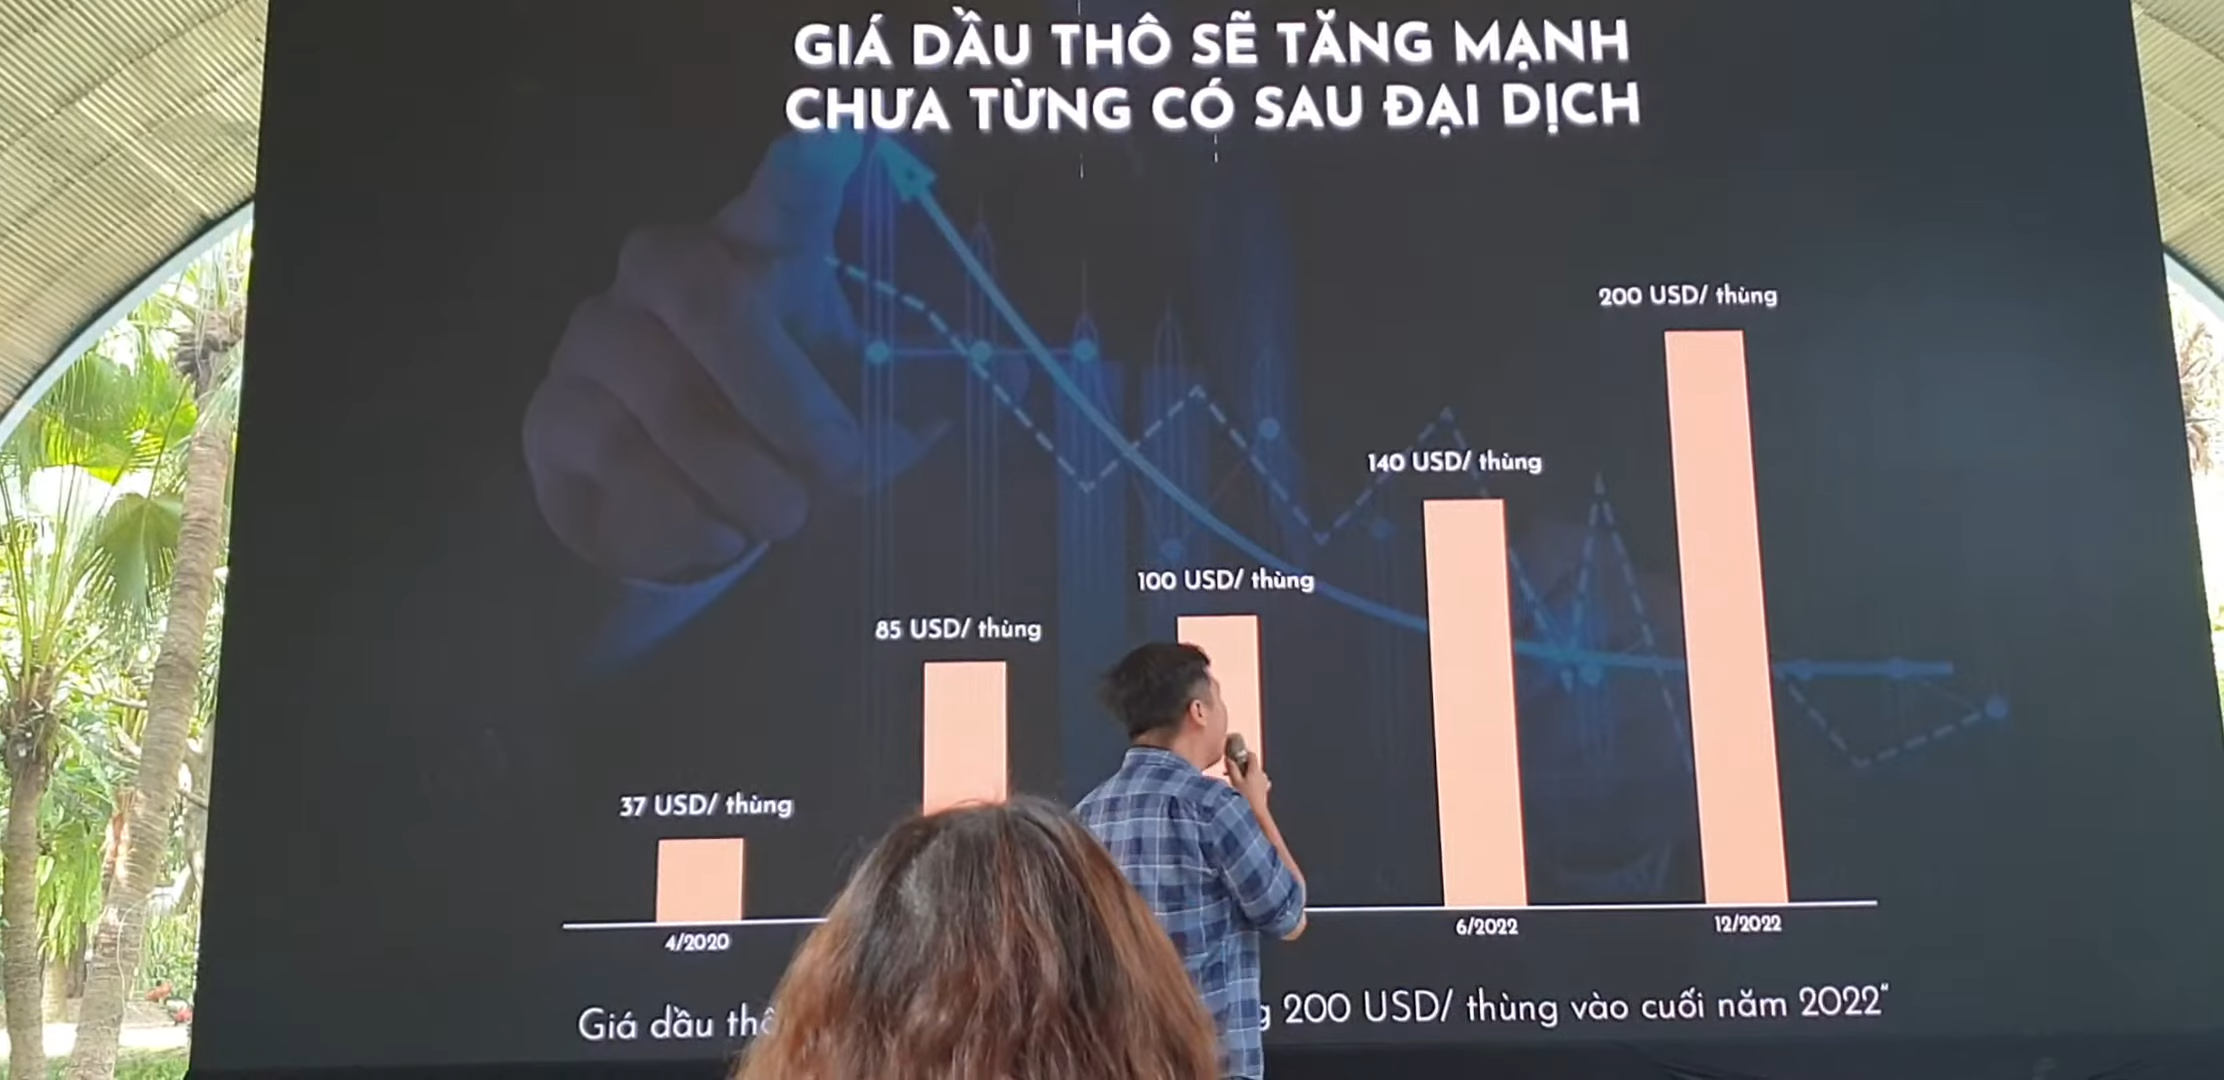 GIÁ DẦU THÔ SẼ TĂNG MẠNH
CHƯA TỪNG CÓ SAU ĐẠI DỊCH
37 USD/ thùng
85 USD/ thùng
100 USD/ thùng
140 USD/ thùng
200 USD/ thùng
4/2020
6/2022
12/2022
Giá dầu 200 USD/ thùng vào cuối năm 2022"